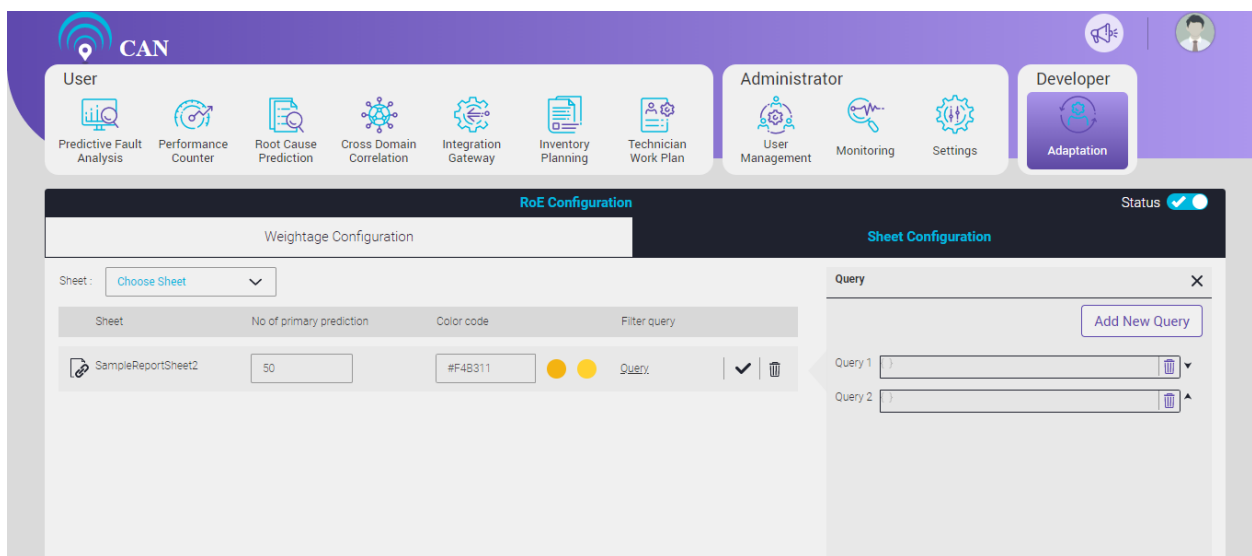 CAN
User
Administrator
Developer
Predictive Fault Analysis
Performance Counter
Root Cause Prediction
Cross Domain Correlation
Integration Gateway
Inventory Planning
Technician Work Plan
User Management
Monitoring
Settings
Adaptation
RoE Configuration
Status
Weightage Configuration
Sheet Configuration
Sheet :
Choose Sheet
Query
Add New Query
Sheet
No of primary prediction
Color code
Filter query
SampleReportSheet2
50
#F4B311
Query
Query 1
{ }
Query 2
{ }